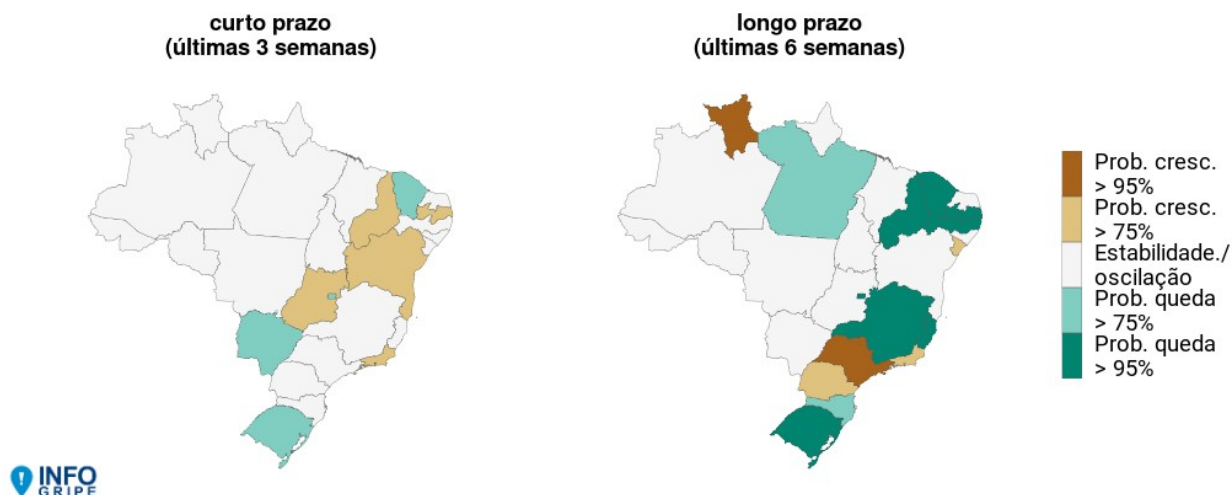 curto prazo
(últimas 3 semanas)
longo prazo
(últimas 6 semanas)
Prob. cresc.
> 95%
Prob. cresc.
> 75%
Estabilidade./
oscilação
Prob. queda
> 75%
Prob. queda
> 95%
INFO
GRIPE